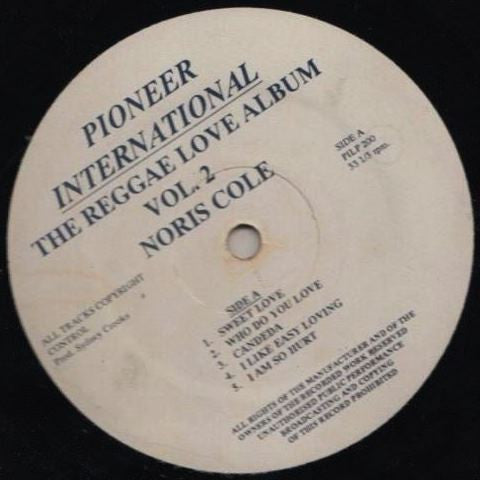 PIONEER
INTERNATIONAL
THE REGGAE LOVE ALBUM
VOL. 2
NORIS COLE
SIDE A
PILP 200
33 1/3 rpm.
ALL TRACKS COPYRIGHT
CONTROL
Prod. Sydney Crooks
SIDE A
1. SWEET LOVE
2. WHO DO YOU LOVE
3. CANDEDA
4. I LIKE EASY LOVING
5. I AM SO HURT
ALL RIGHTS OF THE MANUFACTURER AND OF THE
OWNERS OF THE RECORDED WORK RESERVED
UNAUTHORISED PUBLIC PERFORMANCE
BROADCASTING AND COPYING
OF THIS RECORD PROHIBITED